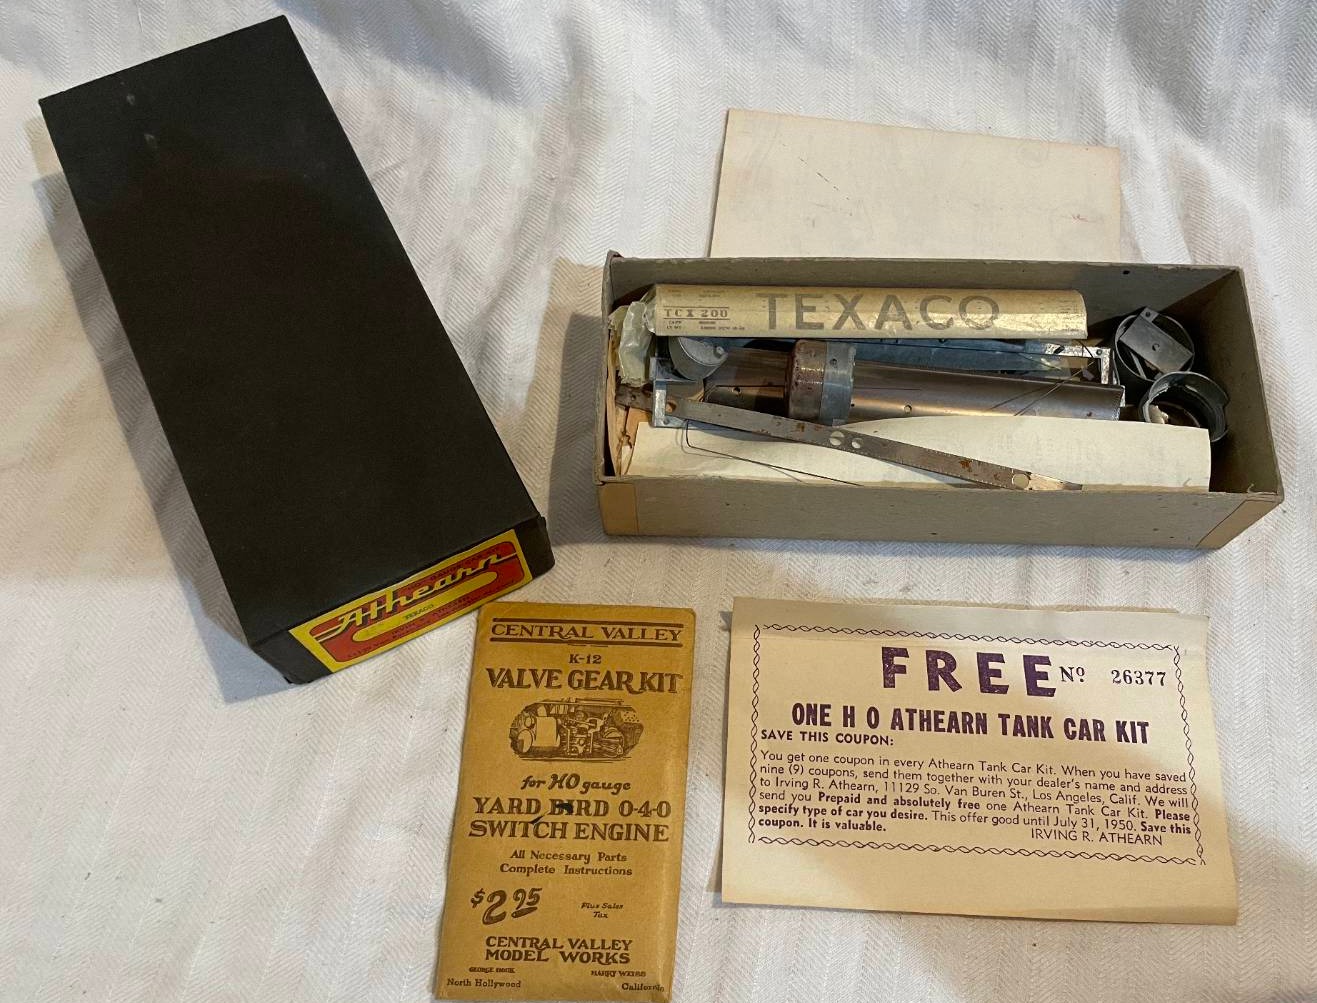 TCX 200
TEXACO
Athearn
TEXACO
CENTRAL VALLEY
K-12
VALVE GEAR KIT
for HO gauge
YARD BIRD 0-4-0
SWITCH ENGINE
All Necessary Parts
Complete Instructions
$2.95
Plus Sales
Tax
CENTRAL VALLEY
MODEL WORKS
GEORGE HOOK HARRY WEISS
North Hollywood California
FREE No 26377
ONE H O ATHEARN TANK CAR KIT
SAVE THIS COUPON:
You get one coupon in every Athearn Tank Car Kit. When you have saved
nine (9) coupons, send them together with your dealer's name and address
to Irving R. Athearn, 11129 So. Van Buren St., Los Angeles, Calif. We will
send you Prepaid and absolutely free one Athearn Tank Car Kit. Please
specify type of car you desire. This offer good until July 31, 1950. Save this
coupon. It is valuable. IRVING R. ATHEARN